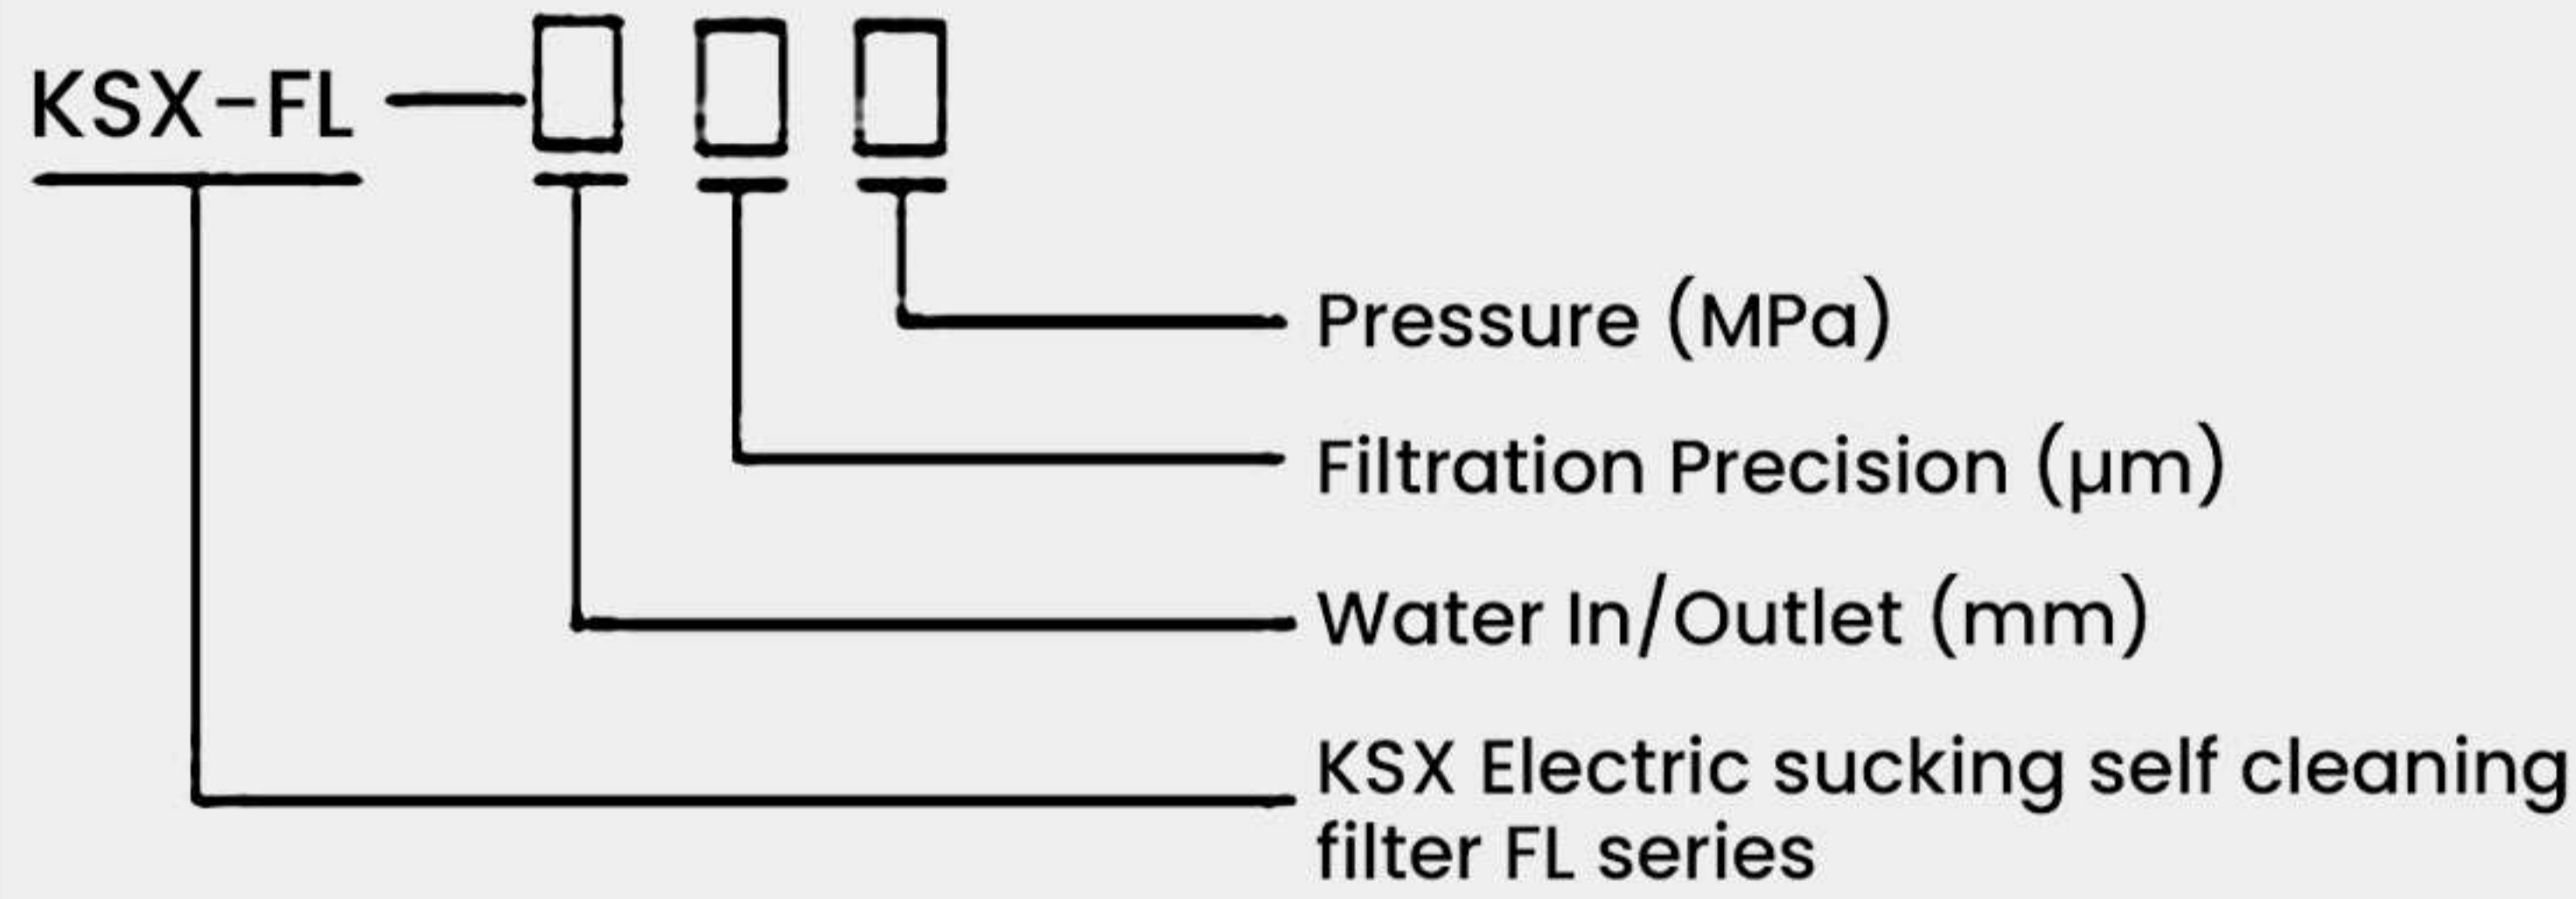 KSX-FL
Pressure (MPa)
Filtration Precision (μm)
Water In/Outlet (mm)
KSX Electric sucking self cleaning
filter FL series